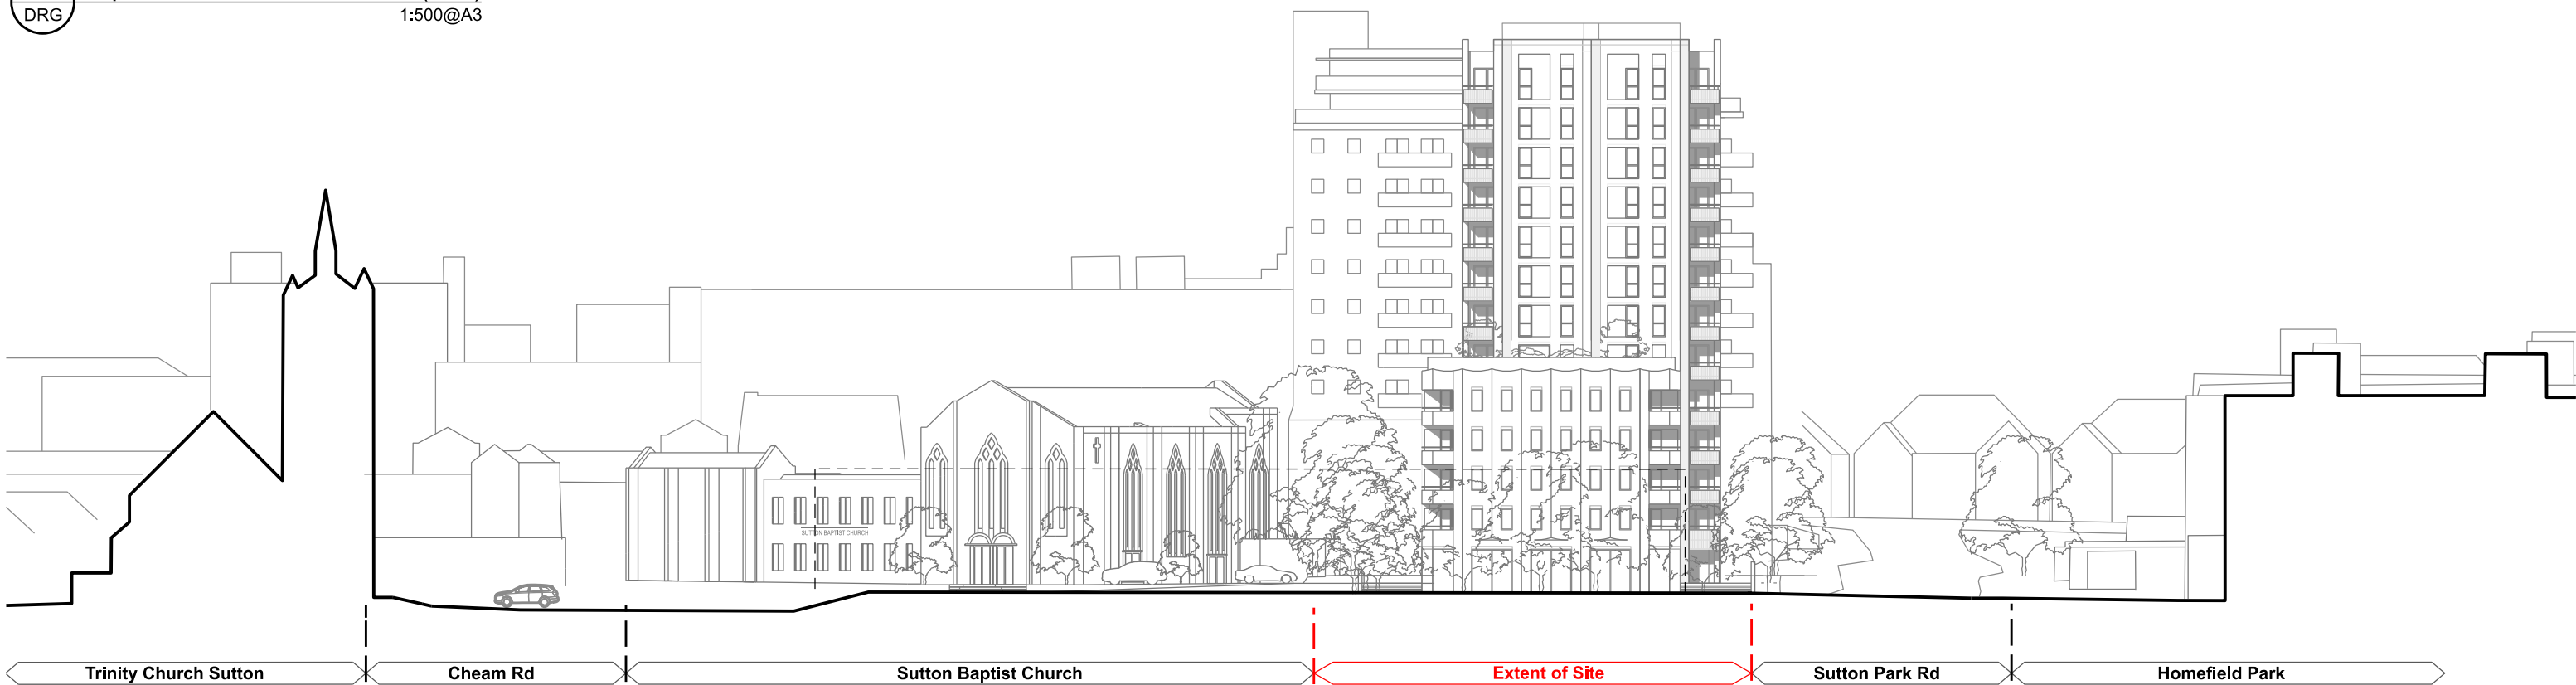 DRG
1:500@A3
SUTTON BAPTIST CHURCH
Trinity Church Sutton
Cheam Rd
Sutton Baptist Church
Extent of Site
Sutton Park Rd
Homefield Park